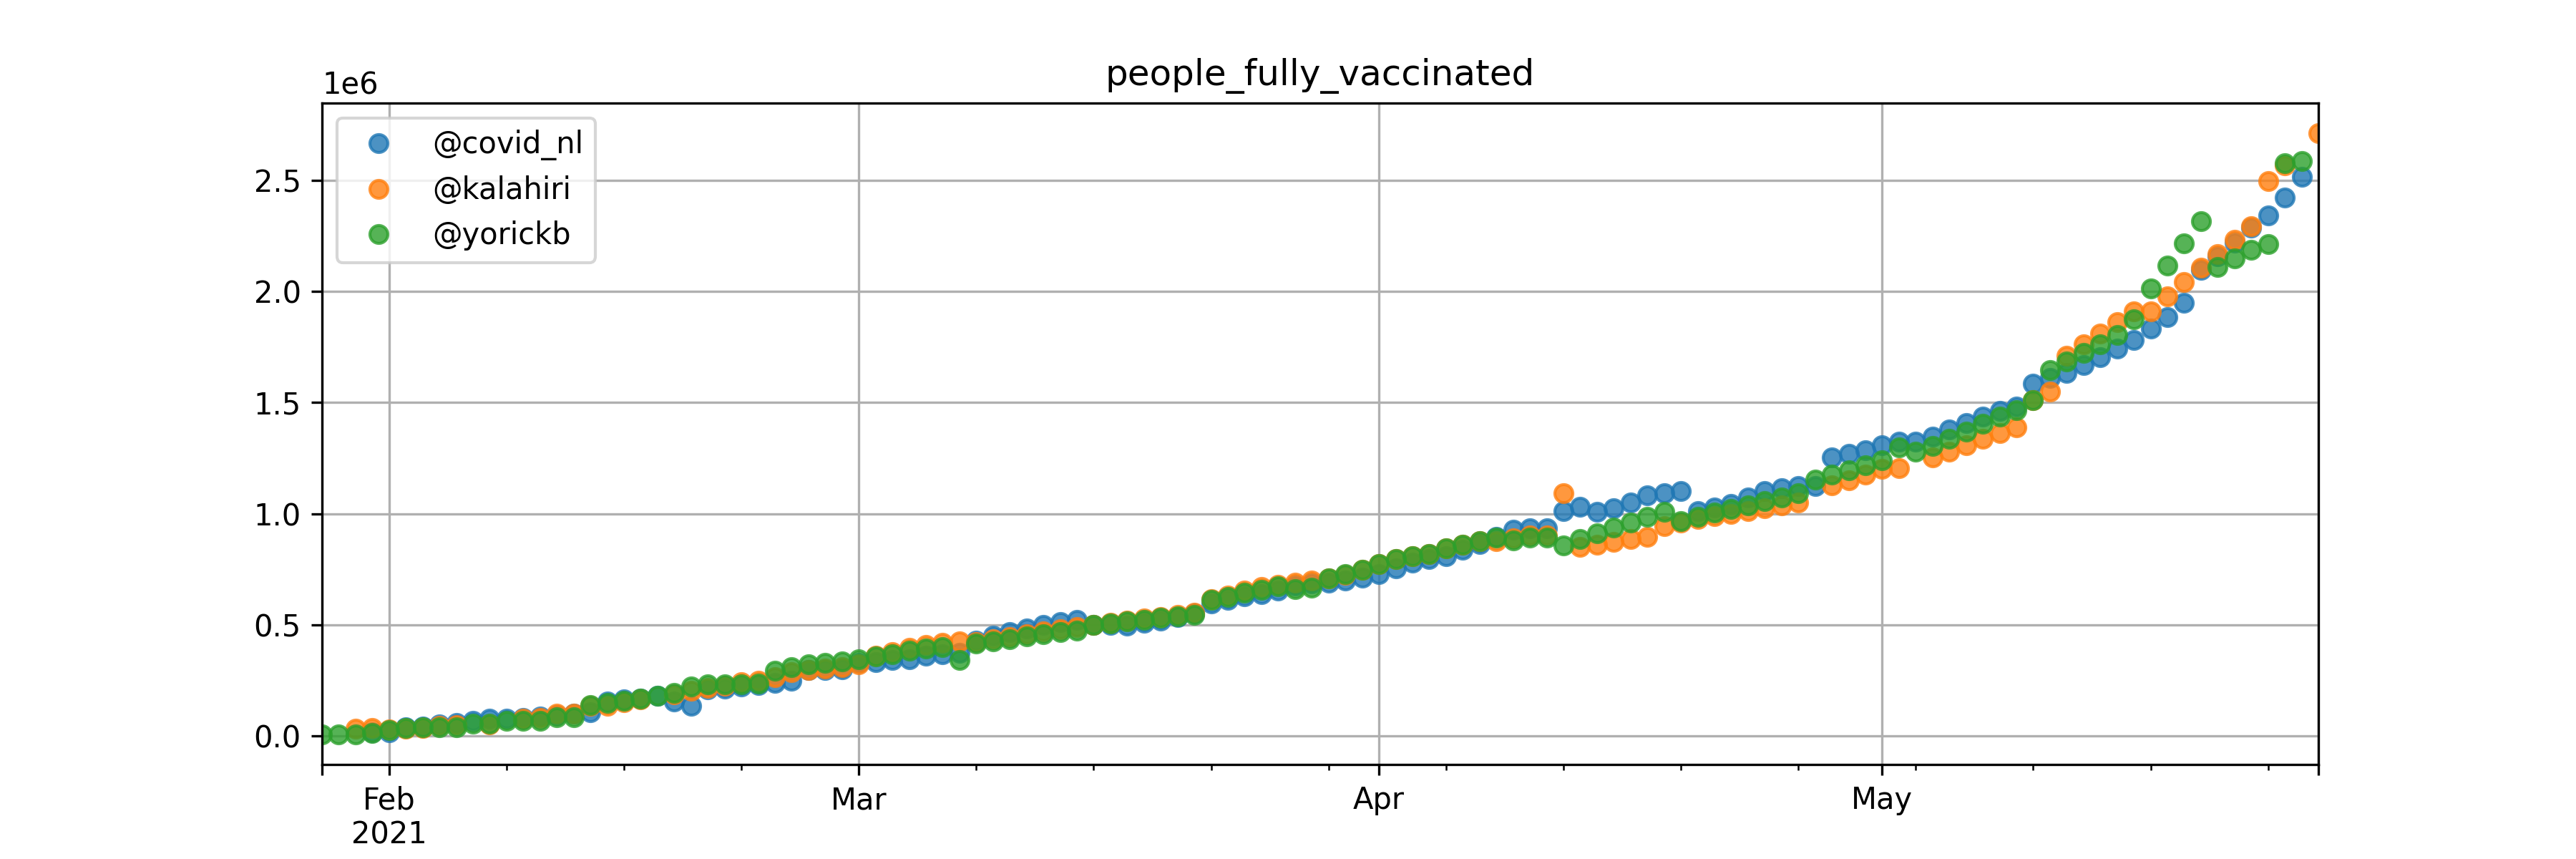 people_fully_vaccinated
1e6
@covid_nl
@kalahiri
@yorickb
2.5
2.0
1.5
1.0
0.5
0.0
Feb Mar Apr May
2021